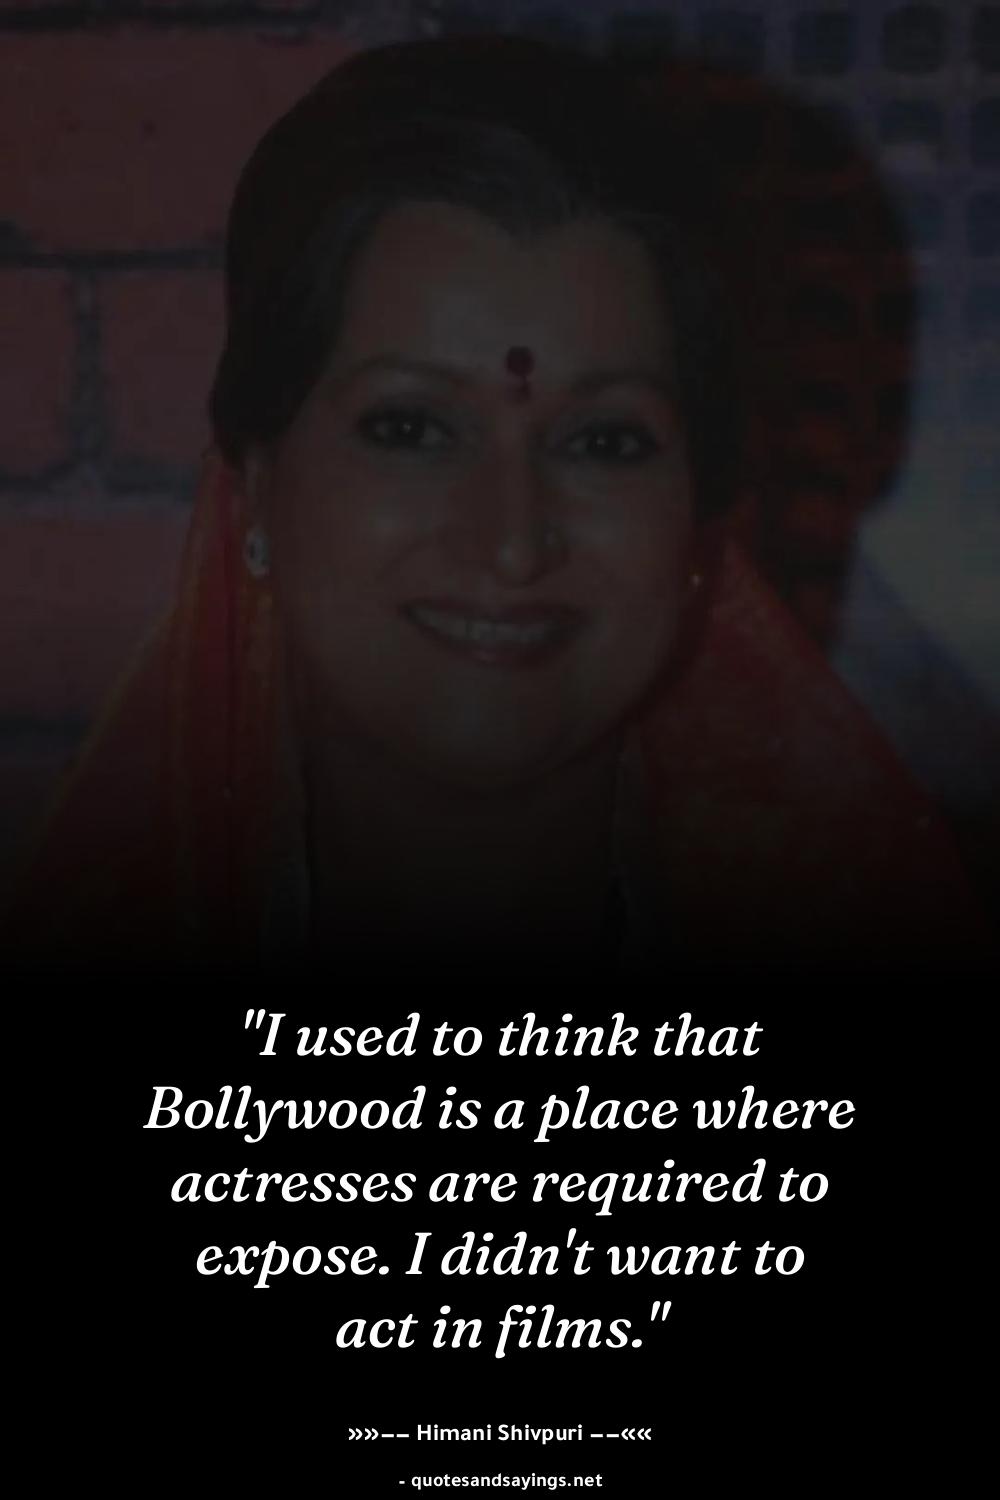 "I used to think that
Bollywood is a place where
actresses are required to
expose. I didn't want to
act in films."
»»−− Himani Shivpuri −−««
- quotesandsayings.net